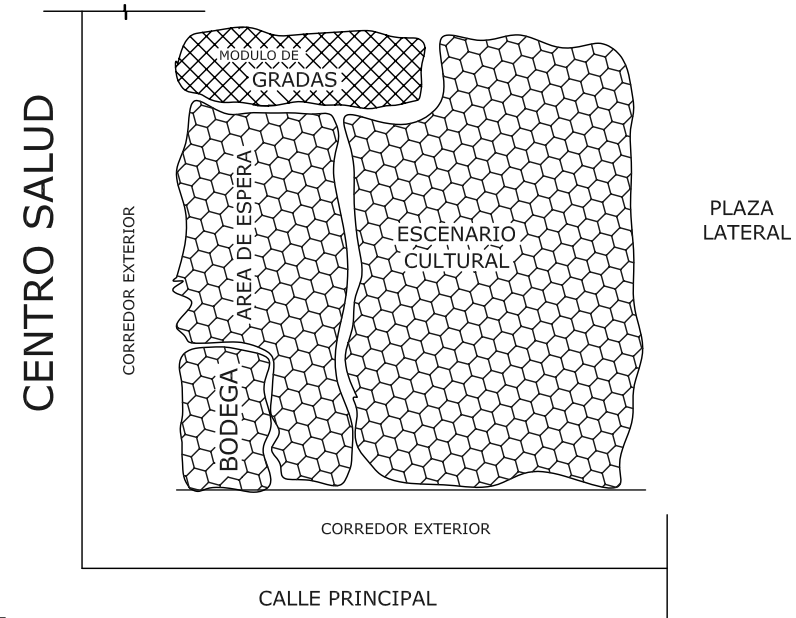 MODULO DE
GRADAS
CENTRO SALUD
CORREDOR EXTERIOR
AREA DE ESPERA
ESCENARIO
CULTURAL
PLAZA
LATERAL
BODEGA
CORREDOR EXTERIOR
CALLE PRINCIPAL